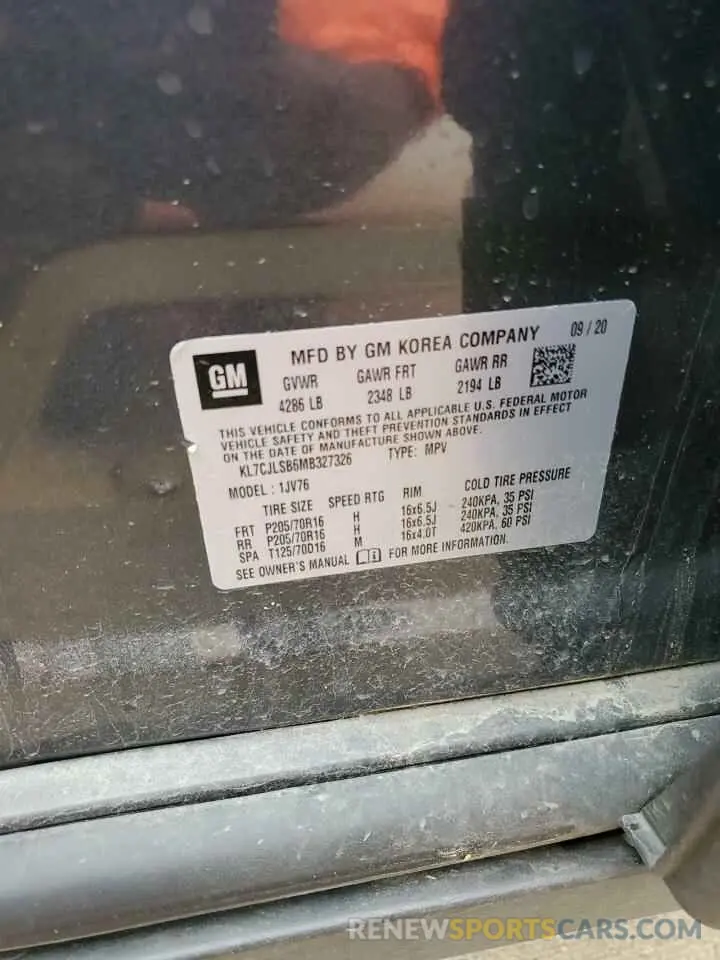 MFD BY GM KOREA COMPANY 09 / 20
GM
GVWR GAWR FRT GAWR RR
4286 LB 2348 LB 2194 LB
THIS VEHICLE CONFORMS TO ALL APPLICABLE U.S. FEDERAL MOTOR
VEHICLE SAFETY AND THEFT PREVENTION STANDARDS IN EFFECT
ON THE DATE OF MANUFACTURE SHOWN ABOVE.
KL7CJLSB6MB327326 TYPE: MPV
MODEL: 1JV76
TIRE SIZE SPEED RTG RIM COLD TIRE PRESSURE
FRT P205/70R16 H 16x6.5J 240KPA, 35 PSI
RR P205/70R16 H 16x6.5J 240KPA, 35 PSI
SPA T125/70D16 M 16x4.0T 420KPA, 60 PSI
SEE OWNER'S MANUAL FOR MORE INFORMATION.
RENEWSPORTSCARS.COM